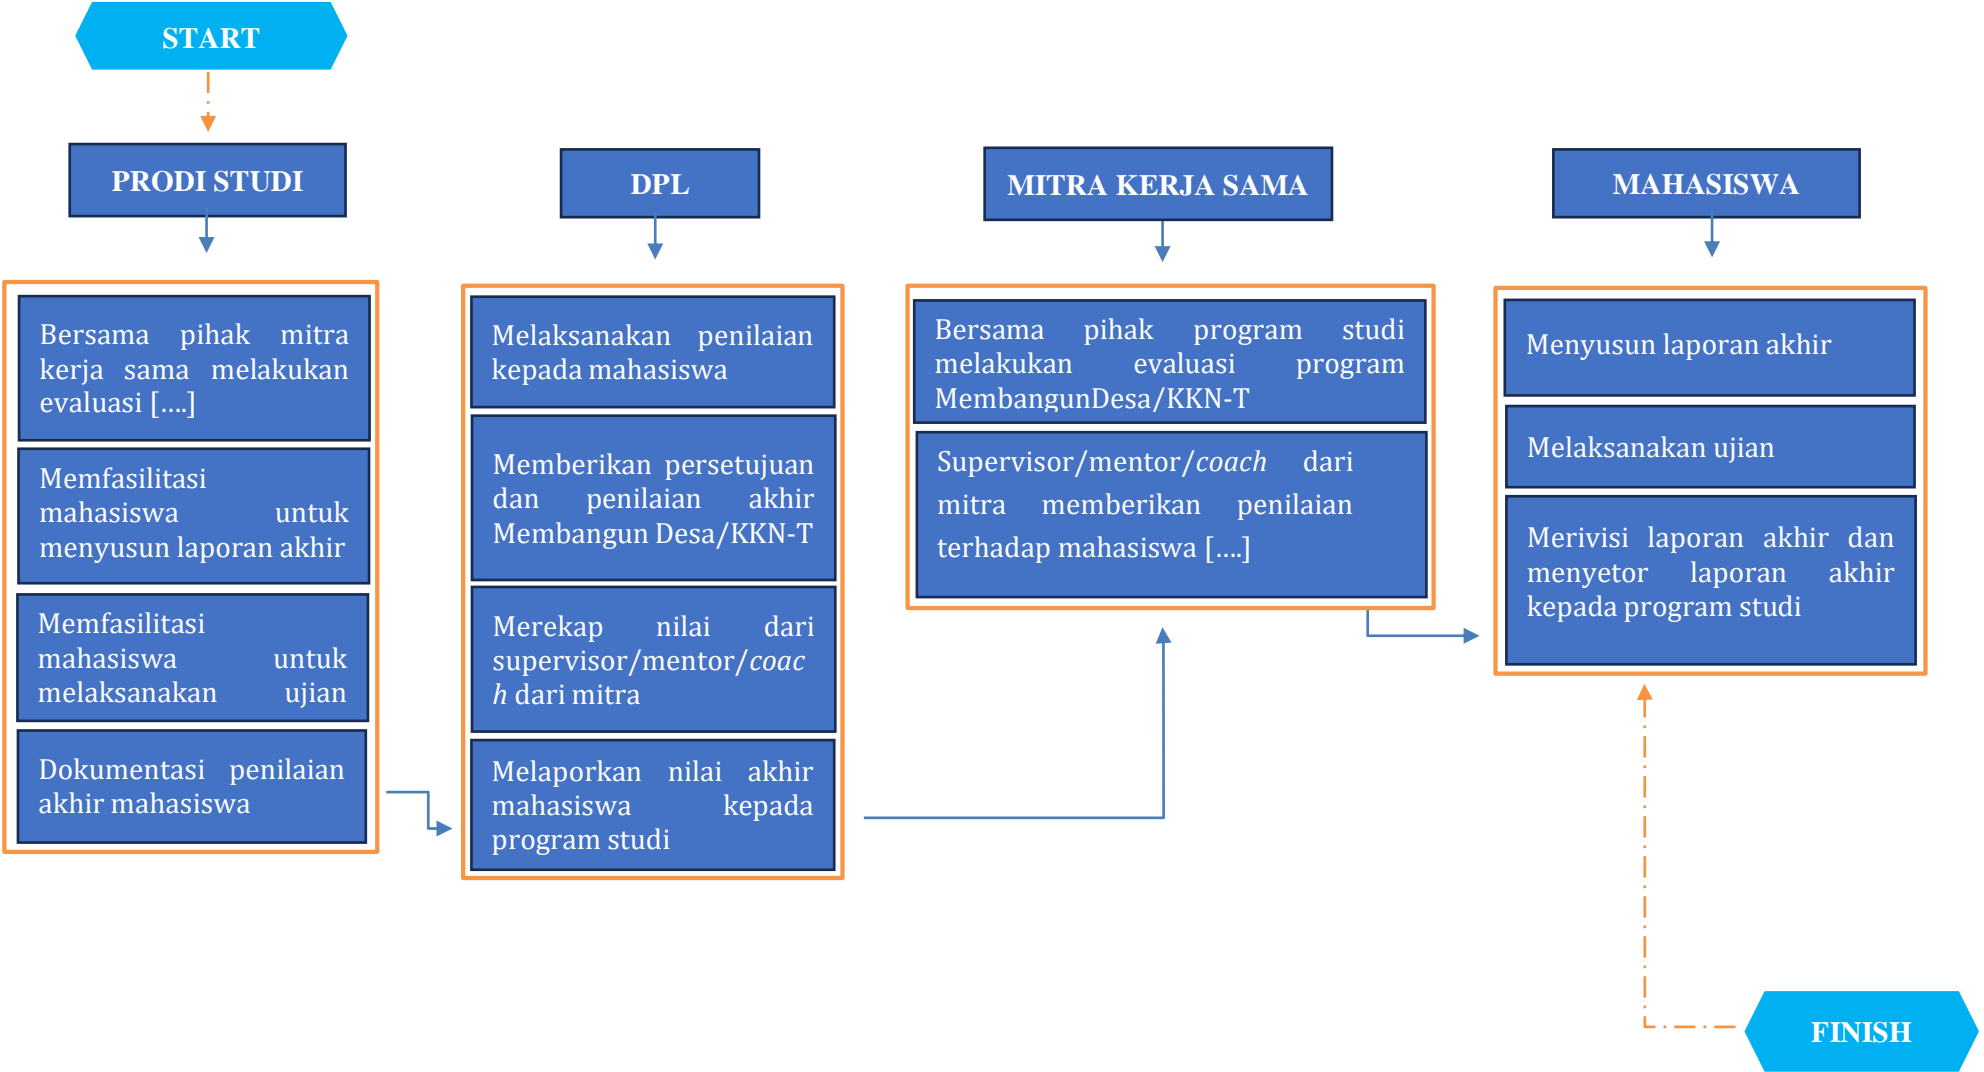 START
PRODI STUDI
Bersama pihak mitra
kerja sama melakukan
evaluasi [....]
Memfasilitasi
mahasiswa untuk
menyusun laporan akhir
Memfasilitasi
mahasiswa untuk
melaksanakan ujian
Dokumentasi penilaian
akhir mahasiswa
DPL
Melaksanakan penilaian
kepada mahasiswa
Memberikan persetujuan
dan penilaian akhir
Membangun Desa/KKN-T
Merekap nilai dari
supervisor/mentor/coac
h dari mitra
Melaporkan nilai akhir
mahasiswa kepada
program studi
MITRA KERJA SAMA
Bersama pihak program studi
melakukan evaluasi program
MembangunDesa/KKN-T
Supervisor/mentor/coach dari
mitra memberikan penilaian
terhadap mahasiswa [....]
MAHASISWA
Menyusun laporan akhir
Melaksanakan ujian
Merivisi laporan akhir dan
menyetor laporan akhir
kepada program studi
FINISH